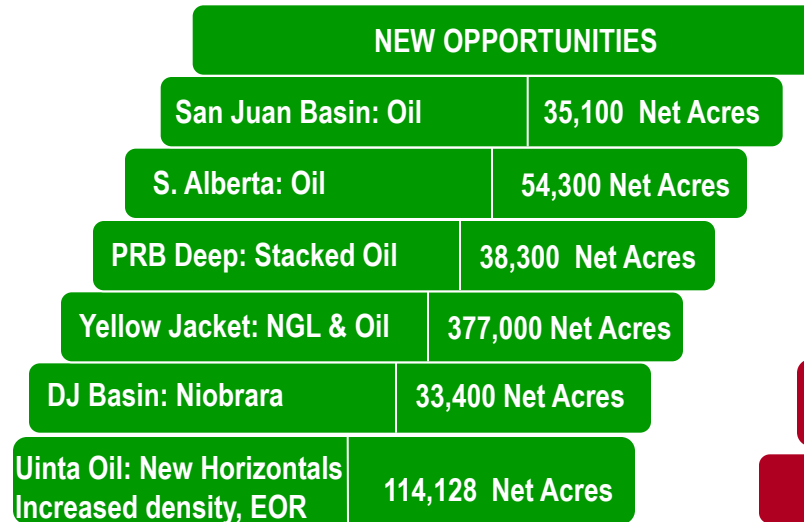 NEW OPPORTUNITIES
San Juan Basin: Oil 35,100 Net Acres
S. Alberta: Oil 54,300 Net Acres
PRB Deep: Stacked Oil 38,300 Net Acres
Yellow Jacket: NGL & Oil 377,000 Net Acres
DJ Basin: Niobrara 33,400 Net Acres
Uinta Oil: New Horizontals
Increased density, EOR 114,128 Net Acres